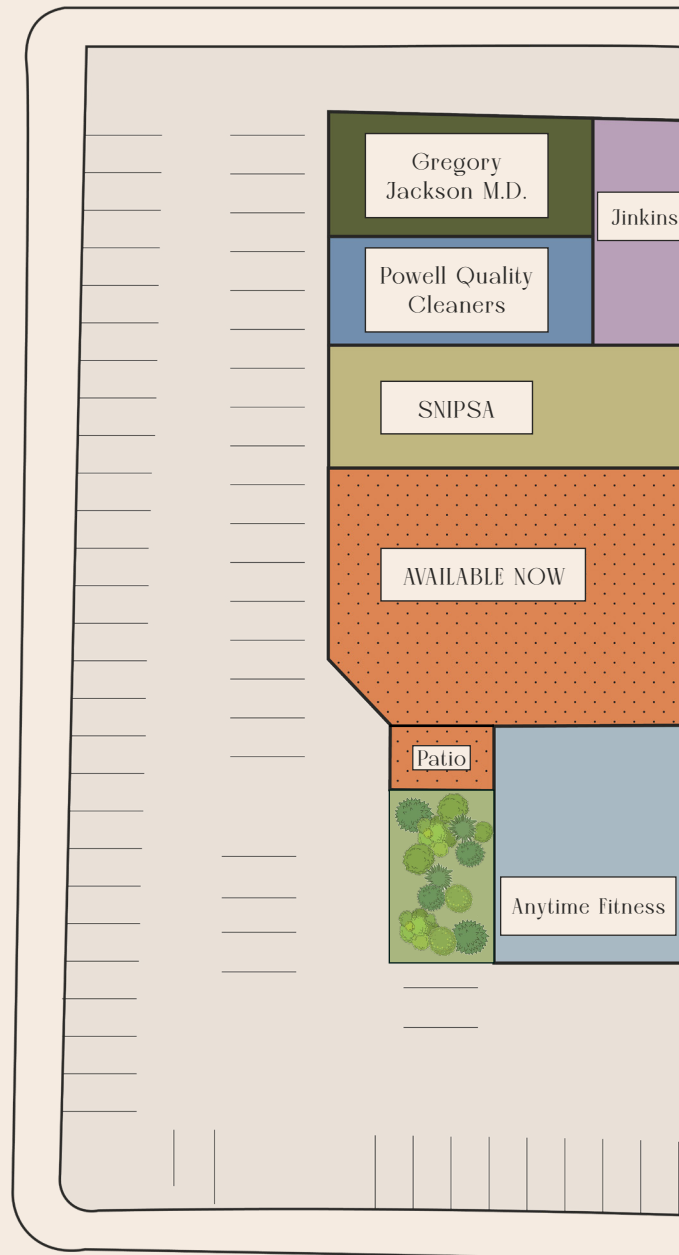 Gregory
Jackson M.D.
Jinkins
Powell Quality
Cleaners
SNIPSA
AVAILABLE NOW
Patio
Anytime Fitness